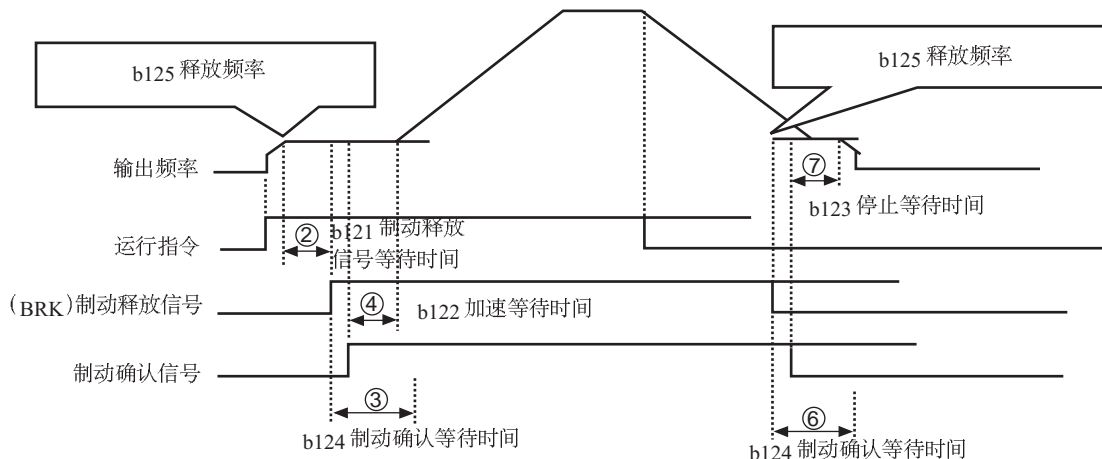 b125 释放频率
b125 释放频率
输出频率
⑦
b123 停止等待时间
运行指令
②
b121 制动释放
信号等待时间
(BRK)制动释放信号
④
b122 加速等待时间
制动确认信号
③
b124 制动确认等待时间
⑥
b124 制动确认等待时间